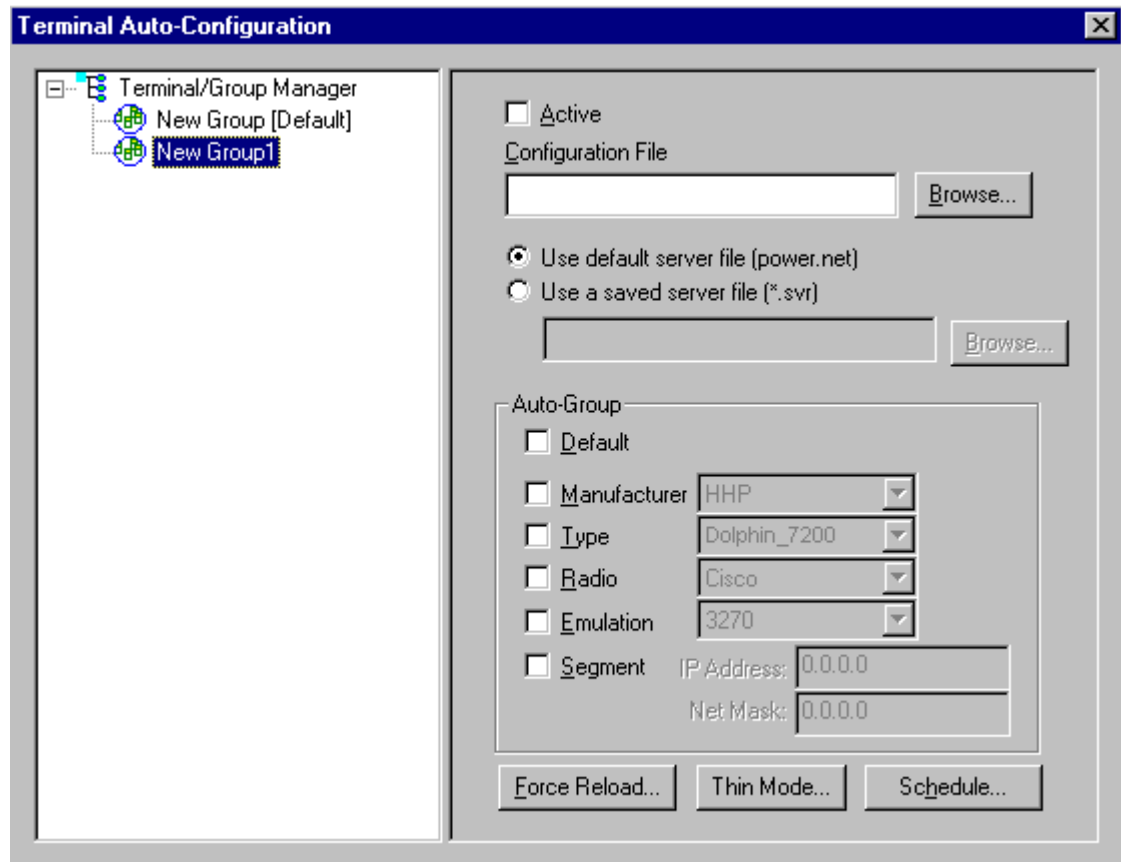 Terminal Auto-Configuration
Terminal/Group Manager
New Group [Default]
New Group1
Active
Configuration File
Browse...
Use default server file (power.net)
Use a saved server file (*.svr)
Browse...
Auto-Group
Default
Manufacturer HHP
Type Dolphin_7200
Radio Cisco
Emulation 3270
Segment IP Address: 0.0.0.0
Net Mask: 0.0.0.0
Force Reload... Thin Mode... Schedule...